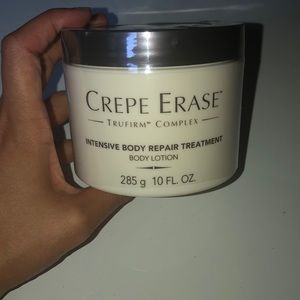 CREPE ERASE™
TRUFIRM™ COMPLEX
INTENSIVE BODY REPAIR TREATMENT
BODY LOTION
285 g 10 FL. OZ.